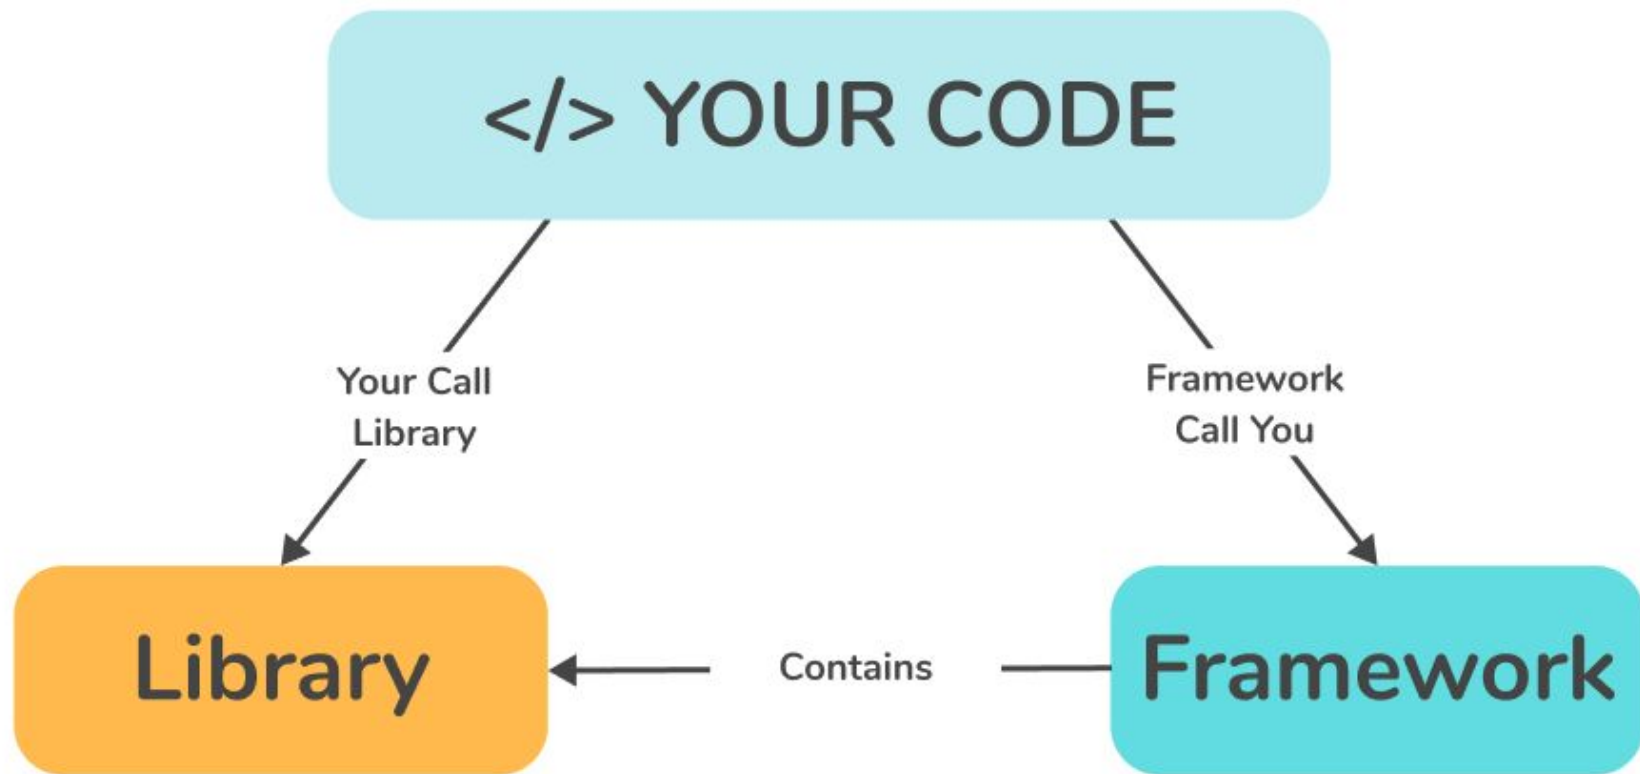 </> YOUR CODE
Your Call
Library
Framework
Call You
Library
Contains
Framework